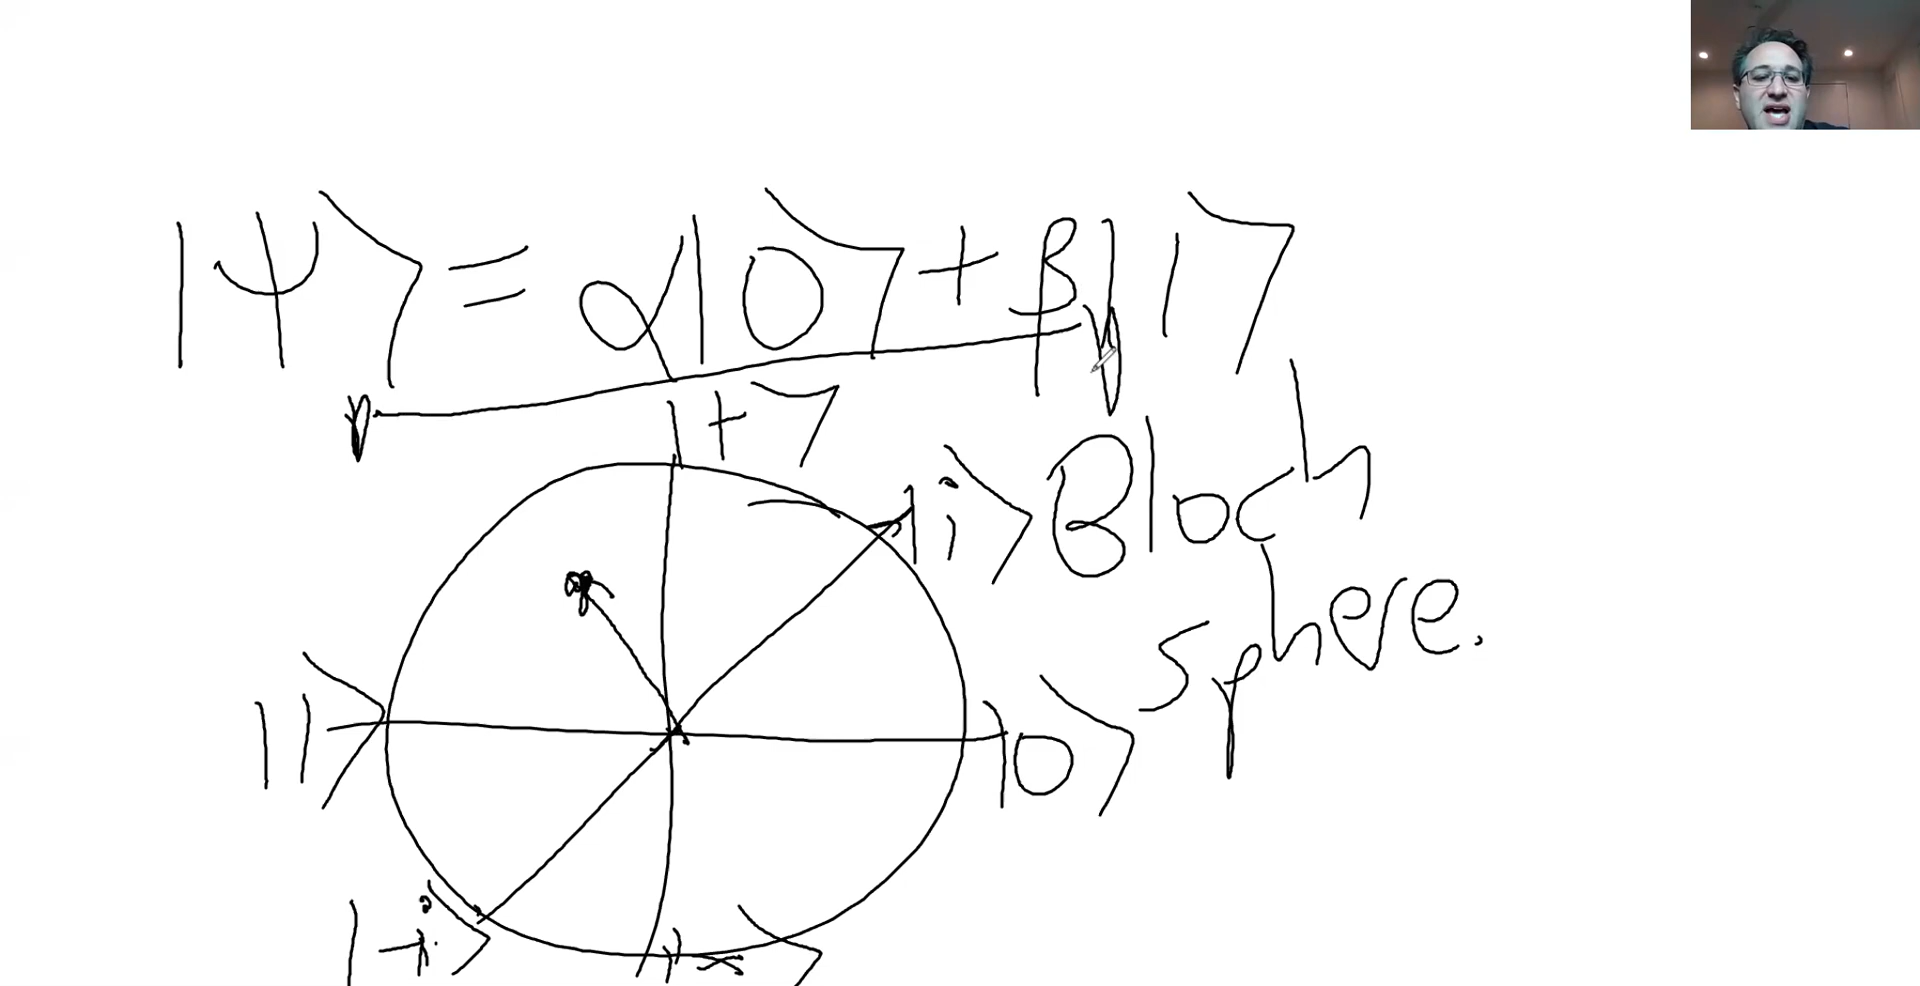 |ψ⟩ = α|0⟩ + β|1⟩
|+⟩
|i⟩ Bloch
sphere.
|1⟩ |0⟩
|-i⟩ |-⟩